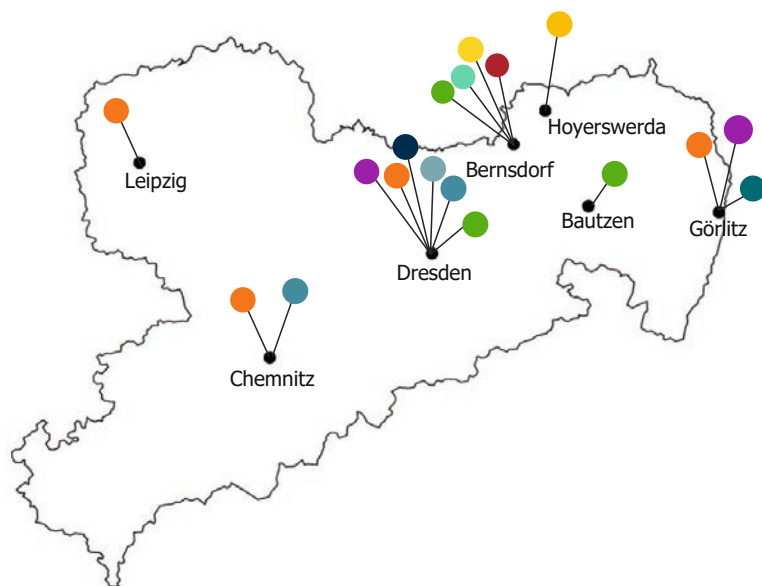 Hoyerswerda
Bernsdorf
Leipzig
Bautzen
Görlitz
Dresden
Chemnitz